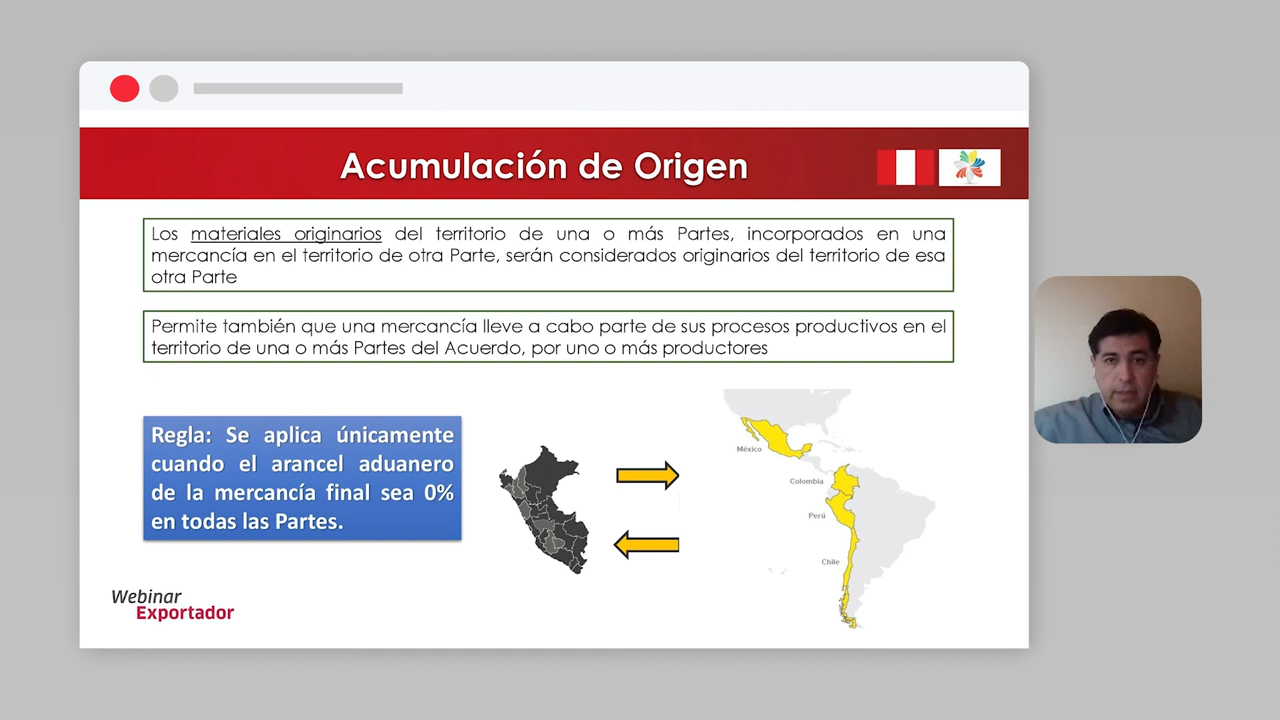 Acumulación de Origen
Los materiales originarios del territorio de una o más Partes, incorporados en una
mercancía en el territorio de otra Parte, serán considerados originarios del territorio de esa
otra Parte
Permite también que una mercancía lleve a cabo parte de sus procesos productivos en el
territorio de una o más Partes del Acuerdo, por uno o más productores
Regla: Se aplica únicamente
cuando el arancel aduanero
de la mercancía final sea 0%
en todas las Partes.
México
Colombia
Perú
Chile
Webinar
Exportador